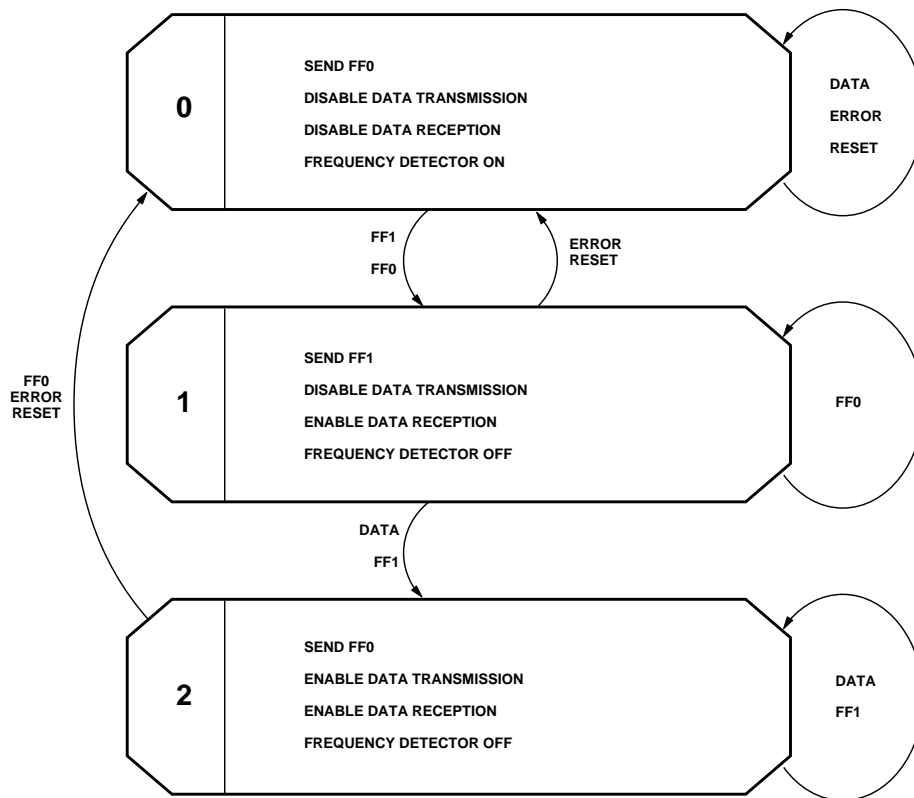 0
SEND FF0
DISABLE DATA TRANSMISSION
DISABLE DATA RECEPTION
FREQUENCY DETECTOR ON
DATA
ERROR
RESET
FF1
FF0
ERROR
RESET
FF0
ERROR
RESET
1
SEND FF1
DISABLE DATA TRANSMISSION
ENABLE DATA RECEPTION
FREQUENCY DETECTOR OFF
FF0
DATA
FF1
2
SEND FF0
ENABLE DATA TRANSMISSION
ENABLE DATA RECEPTION
FREQUENCY DETECTOR OFF
DATA
FF1